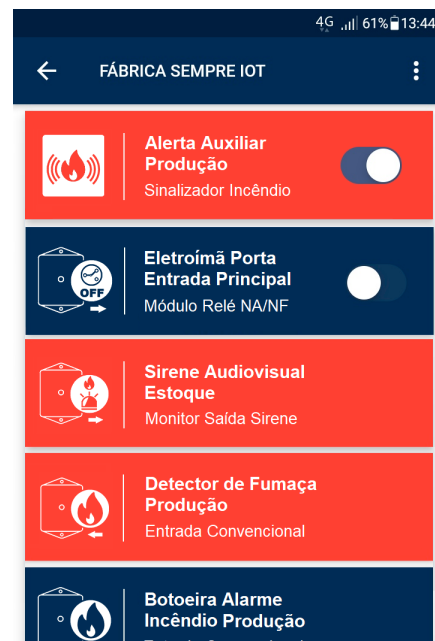 4G 61% 13:44
FÁBRICA SEMPRE IOT
Alerta Auxiliar
Produção
Sinalizador Incêndio
Eletroímã Porta
Entrada Principal
Módulo Relé NA/NF
OFF
Sirene Audiovisual
Estoque
Monitor Saída Sirene
Detector de Fumaça
Produção
Entrada Convencional
Botoeira Alarme
Incêndio Produção